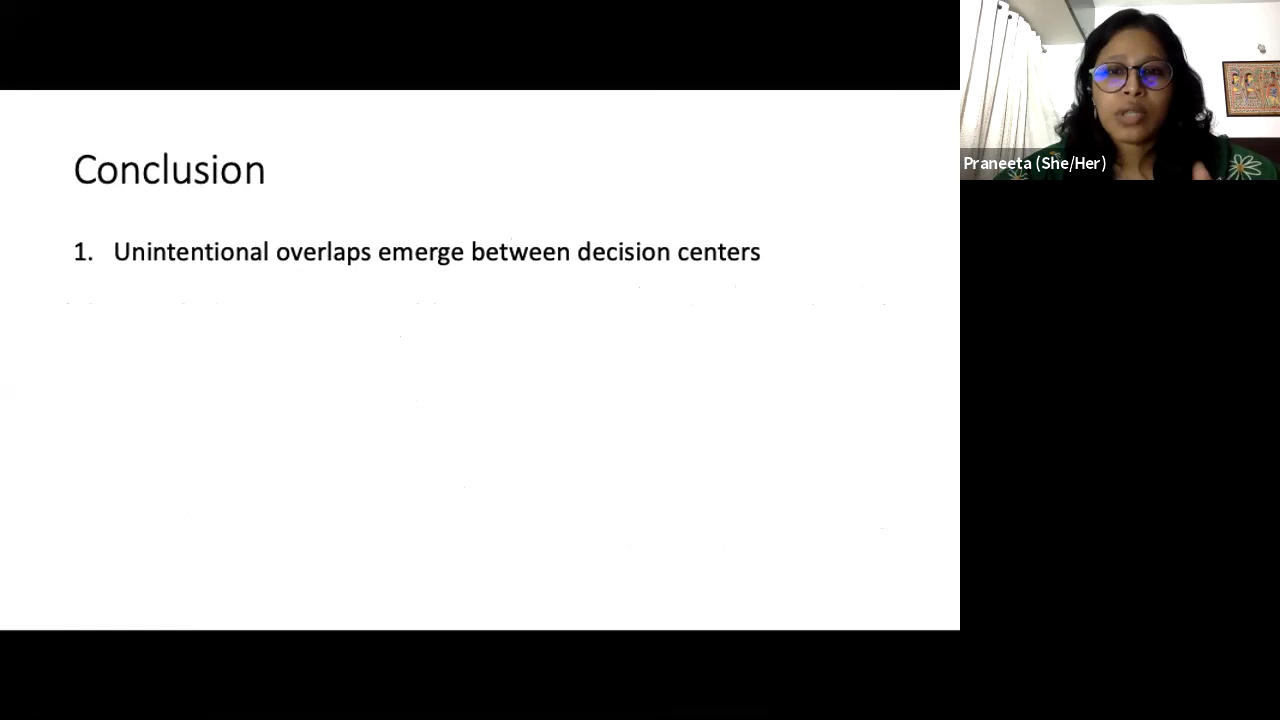 Conclusion
1. Unintentional overlaps emerge between decision centers
Praneeta (She/Her)